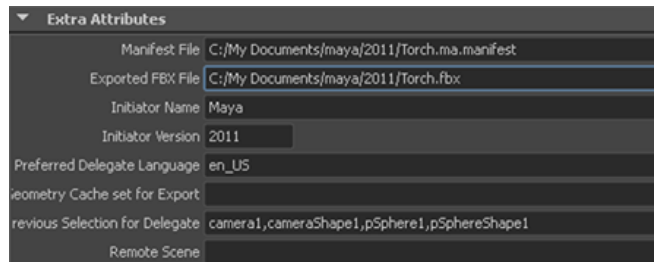 Extra Attributes
Manifest File C:/My Documents/maya/2011/Torch.ma.manifest
Exported FBX File C:/My Documents/maya/2011/Torch.fbx
Initiator Name Maya
Initiator Version 2011
Preferred Delegate Language en_US
eometry Cache set for Export
revious Selection for Delegate camera1,cameraShape1,pSphere1,pSphereShape1
Remote Scene